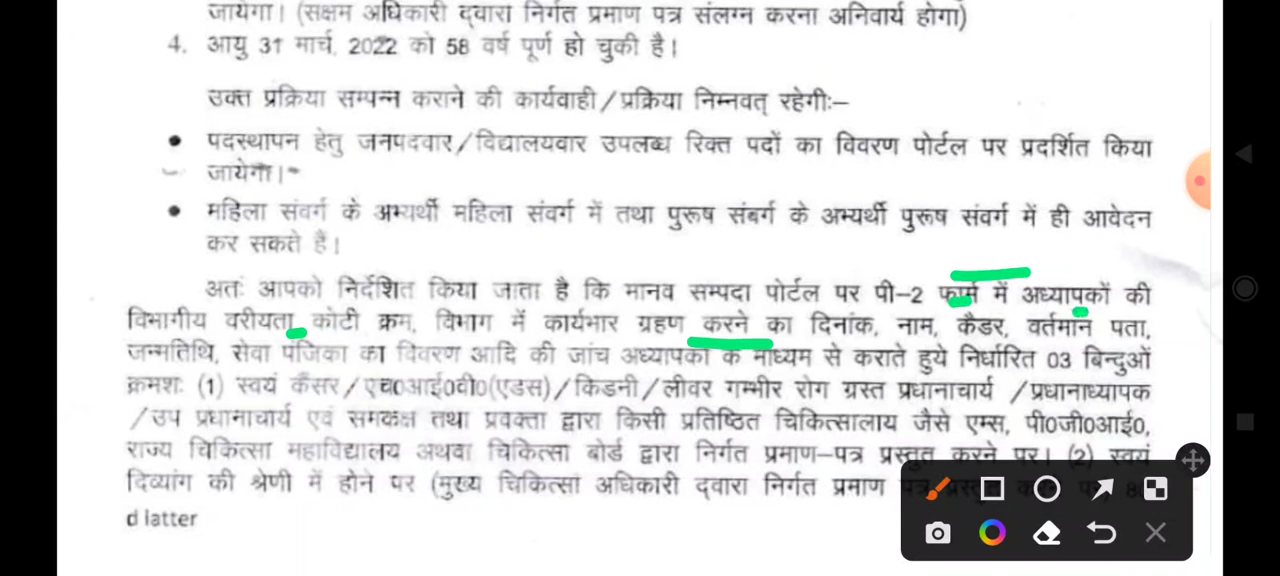 जायेगा। (सक्षम अधिकारी द्वारा निर्गत प्रमाण पत्र संलग्न करना अनिवार्य होगा)
4. आयु 31 मार्च, 2022 को 58 वर्ष पूर्ण हो चुकी है।
उक्त प्रक्रिया सम्पन्न कराने की कार्यवाही/प्रक्रिया निम्नवत् रहेगीः–
• पदस्थापन हेतु जनपदवार/विद्यालयवार उपलब्ध रिक्त पदों का विवरण पोर्टल पर प्रदर्शित किया
जायेगा।
• महिला संवर्ग के अभ्यर्थी महिला संवर्ग में तथा पुरूष संबर्ग के अभ्यर्थी पुरूष संवर्ग में ही आवेदन
कर सकते हैं।
अतः आपको निर्देशित किया जाता है कि मानव सम्पदा पोर्टल पर पी–2 फार्म में अध्यापकों की
विभागीय वरीयता कोटी क्रम, विभाग में कार्यभार ग्रहण करने का दिनांक, नाम, कैडर, वर्तमान पता,
जन्मतिथि, सेवा पंजिका का विवरण आदि की जांच अध्यापकों के माध्यम से कराते हुये निर्धारित 03 बिन्दुओं
क्रमशः (1) स्वयं कैंसर/एच0आई0वी0(एडस)/किडनी/लीवर गम्भीर रोग ग्रस्त प्रधानाचार्य /प्रधानाध्यापक
/उप प्रधानाचार्य एवं समकक्ष तथा प्रवक्ता द्वारा किसी प्रतिष्ठित चिकित्सालाय जैसे एम्स, पी0जी0आई0,
राज्य चिकित्सा महाविद्यालय अथवा चिकित्सा बोर्ड द्वारा निर्गत प्रमाण–पत्र प्रस्तुत करने पर। (2) स्वयं
दिव्यांग की श्रेणी में होने पर (मुख्य चिकित्सा अधिकारी द्वारा निर्गत प्रमाण पत्र
d latter